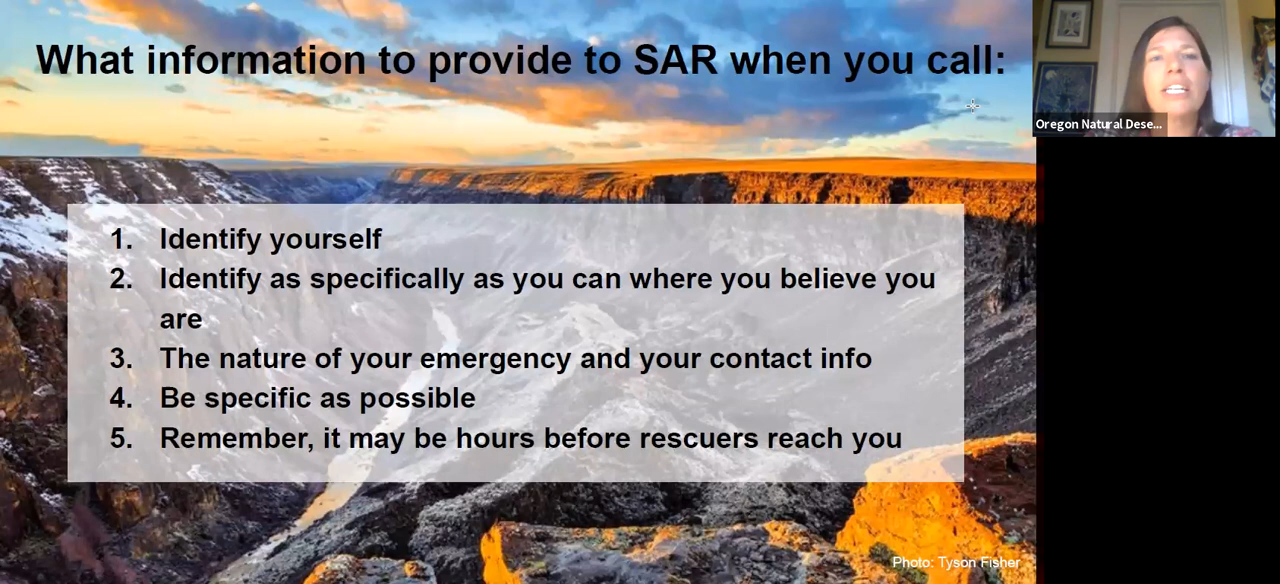 What information to provide to SAR when you call:
Oregon Natural Dese...
1. Identify yourself
2. Identify as specifically as you can where you believe you
are
3. The nature of your emergency and your contact info
4. Be specific as possible
5. Remember, it may be hours before rescuers reach you
Photo: Tyson Fisher